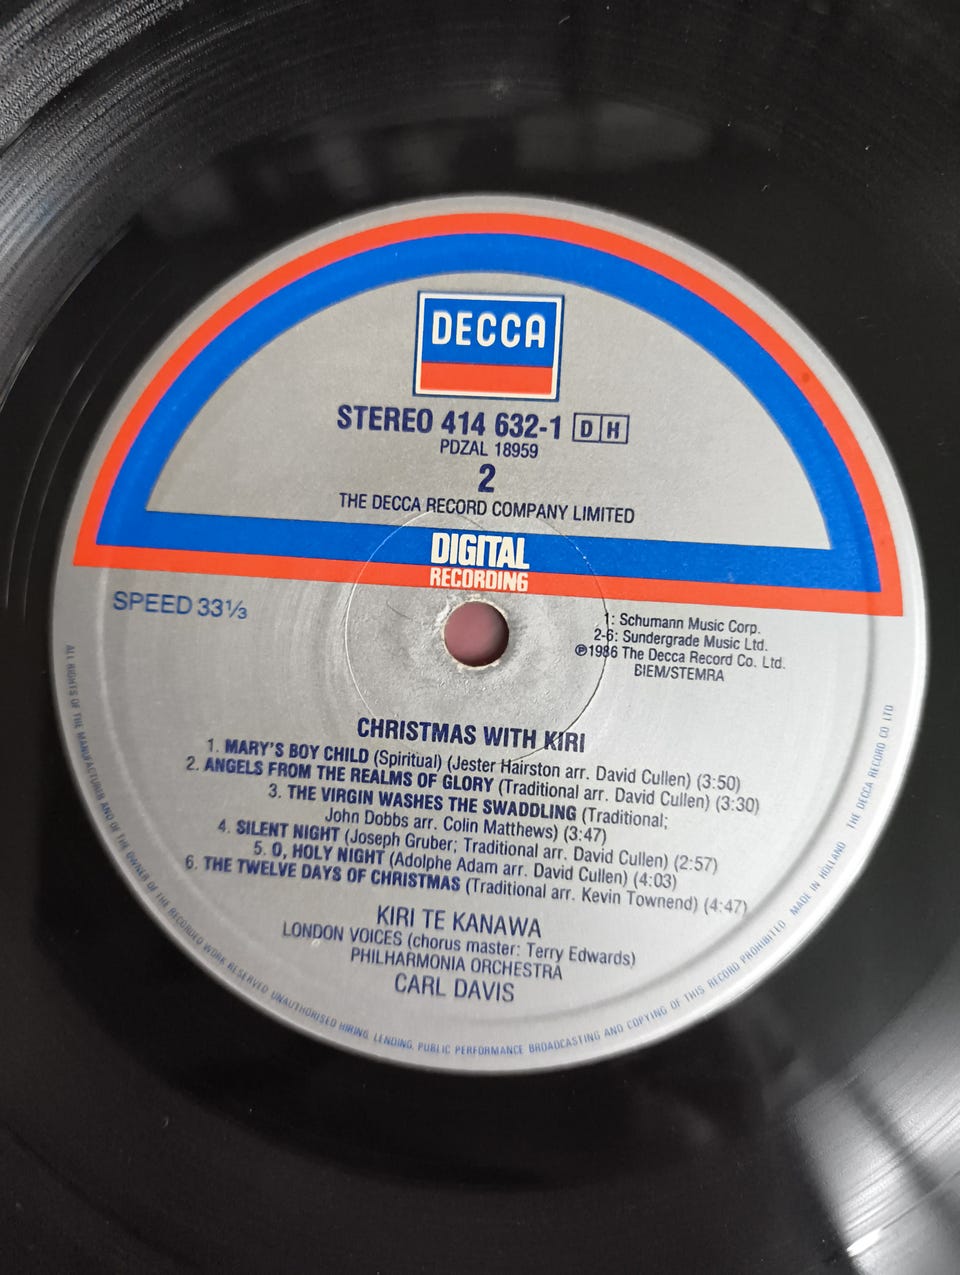 DECCA
STEREO 414 632-1 D H
PDZAL 18959
2
THE DECCA RECORD COMPANY LIMITED
DIGITAL
RECORDING
SPEED 33⅓
1: Schumann Music Corp.
2-6: Sundergrade Music Ltd.
℗1986 The Decca Record Co. Ltd.
BIEM/STEMRA
CHRISTMAS WITH KIRI
1. MARY'S BOY CHILD (Spiritual) (Jester Hairston arr. David Cullen) (3:50)
2. ANGELS FROM THE REALMS OF GLORY (Traditional arr. David Cullen) (3:30)
3. THE VIRGIN WASHES THE SWADDLING (Traditional;
John Dobbs arr. Colin Matthews) (3:47)
4. SILENT NIGHT (Joseph Gruber; Traditional arr. David Cullen) (2:57)
5. O, HOLY NIGHT (Adolphe Adam arr. David Cullen) (4:03)
6. THE TWELVE DAYS OF CHRISTMAS (Traditional arr. Kevin Townend) (4:47)
KIRI TE KANAWA
LONDON VOICES (chorus master: Terry Edwards)
PHILHARMONIA ORCHESTRA
CARL DAVIS
ALL RIGHTS OF THE MANUFACTURER AND OF THE OWNER OF THE RECORDED WORK RESERVED UNAUTHORISED HIRING, LENDING, PUBLIC PERFORMANCE BROADCASTING AND COPYING OF THIS RECORD PROHIBITED MADE IN HOLLAND THE DECCA RECORD CO LTD